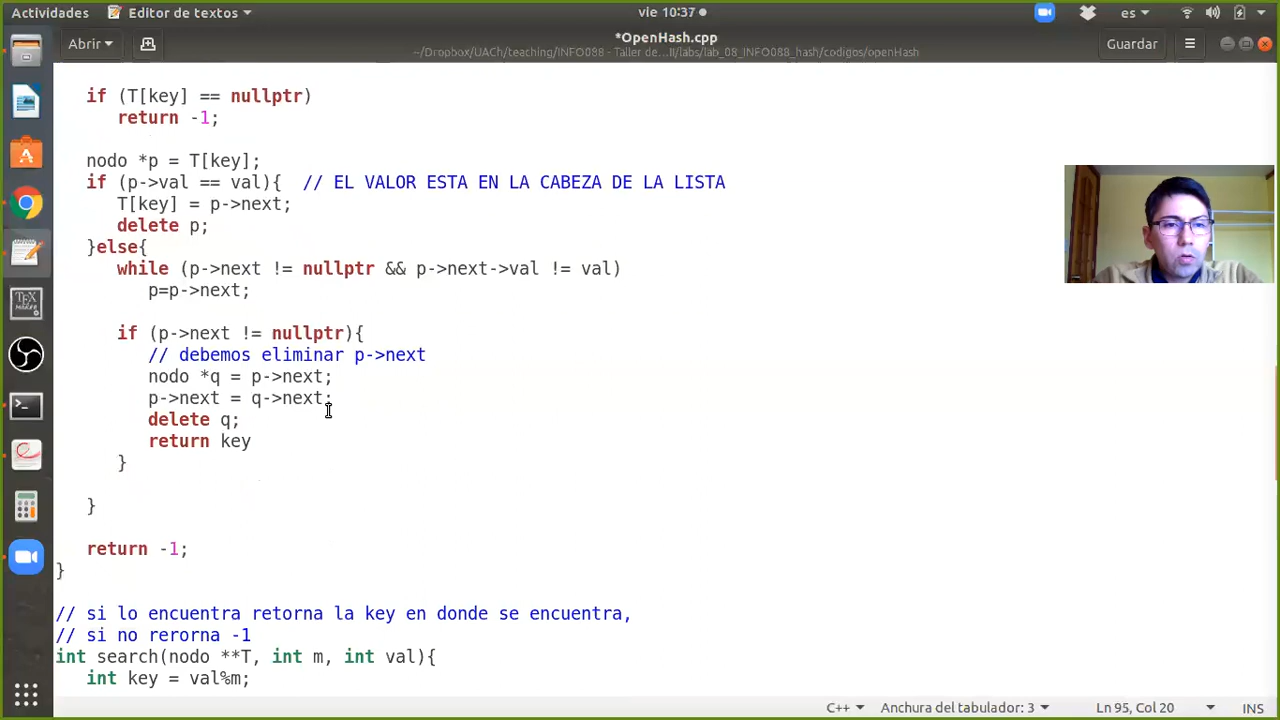 Actividades
Editor de textos
vie 10:37
es
Abrir
*OpenHash.cpp
~/Dropbox/UACh/teaching/INFO088 - Taller de…II/labs/lab_08_INFO088_hash/codigos/openHash
Guardar
if (T[key] == nullptr)
return -1;
nodo *p = T[key];
if (p->val == val){  // EL VALOR ESTA EN LA CABEZA DE LA LISTA
T[key] = p->next;
delete p;
}else{
while (p->next != nullptr && p->next->val != val)
p=p->next;
if (p->next != nullptr){
// debemos eliminar p->next
nodo *q = p->next;
p->next = q->next;
delete q;
return key
}
}
return -1;
}
// si lo encuentra retorna la key en donde se encuentra,
// si no rerorna -1
int search(nodo **T, int m, int val){
int key = val%m;
C++
Anchura del tabulador: 3
Ln 95, Col 20
INS